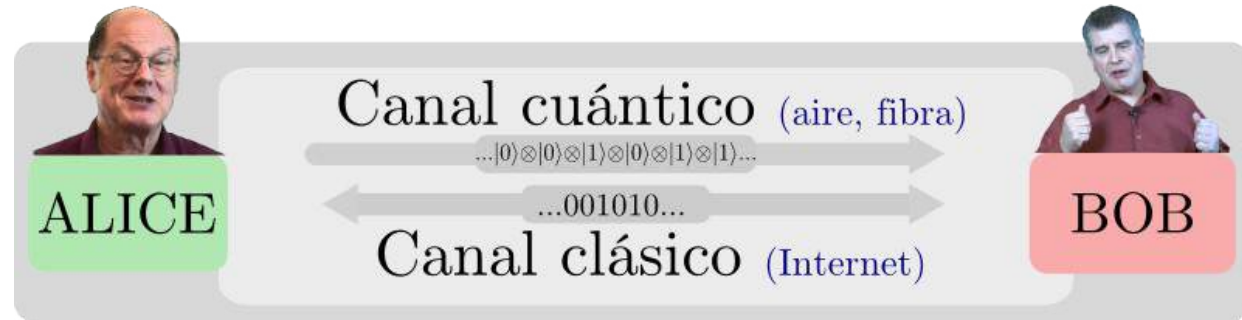 Canal cuántico (aire, fibra)
...|0⟩⊗|0⟩⊗|1⟩⊗|0⟩⊗|1⟩⊗|1⟩...
ALICE
...001010...
BOB
Canal clásico (Internet)